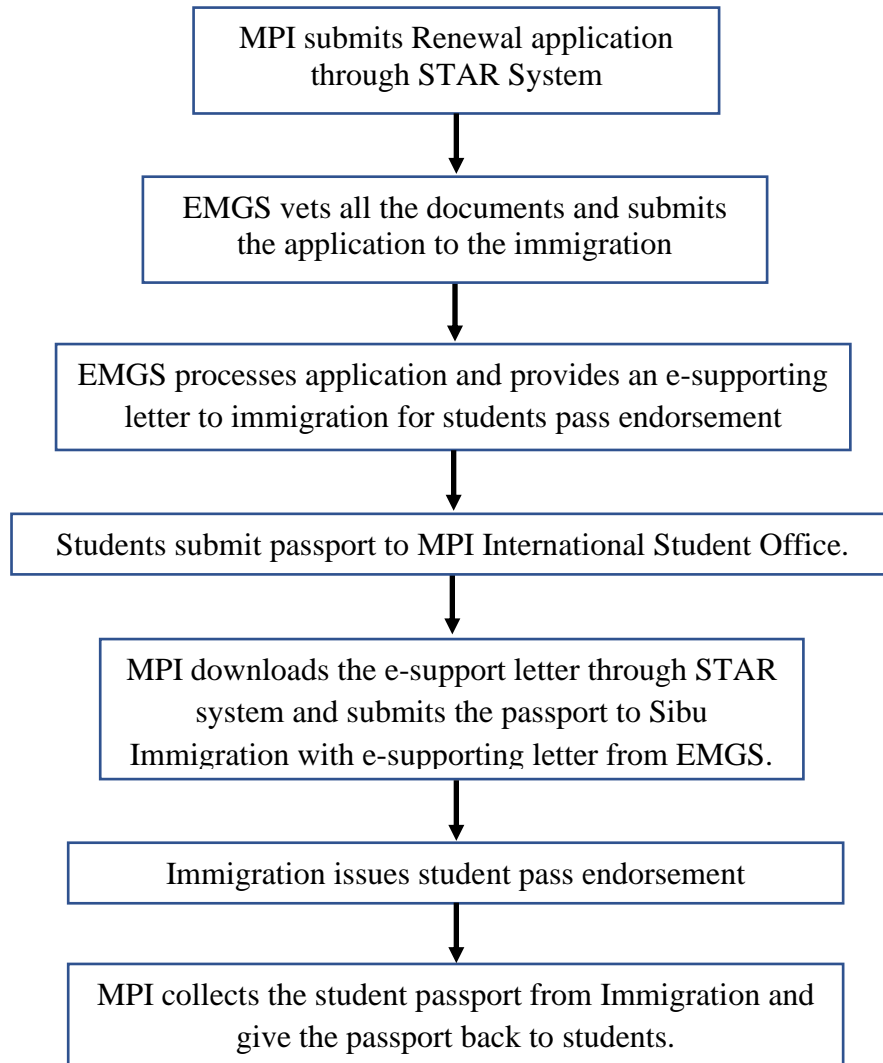 MPI submits Renewal application
through STAR System
EMGS vets all the documents and submits
the application to the immigration
EMGS processes application and provides an e-supporting
letter to immigration for students pass endorsement
Students submit passport to MPI International Student Office.
MPI downloads the e-support letter through STAR
system and submits the passport to Sibu
Immigration with e-supporting letter from EMGS.
Immigration issues student pass endorsement
MPI collects the student passport from Immigration and
give the passport back to students.